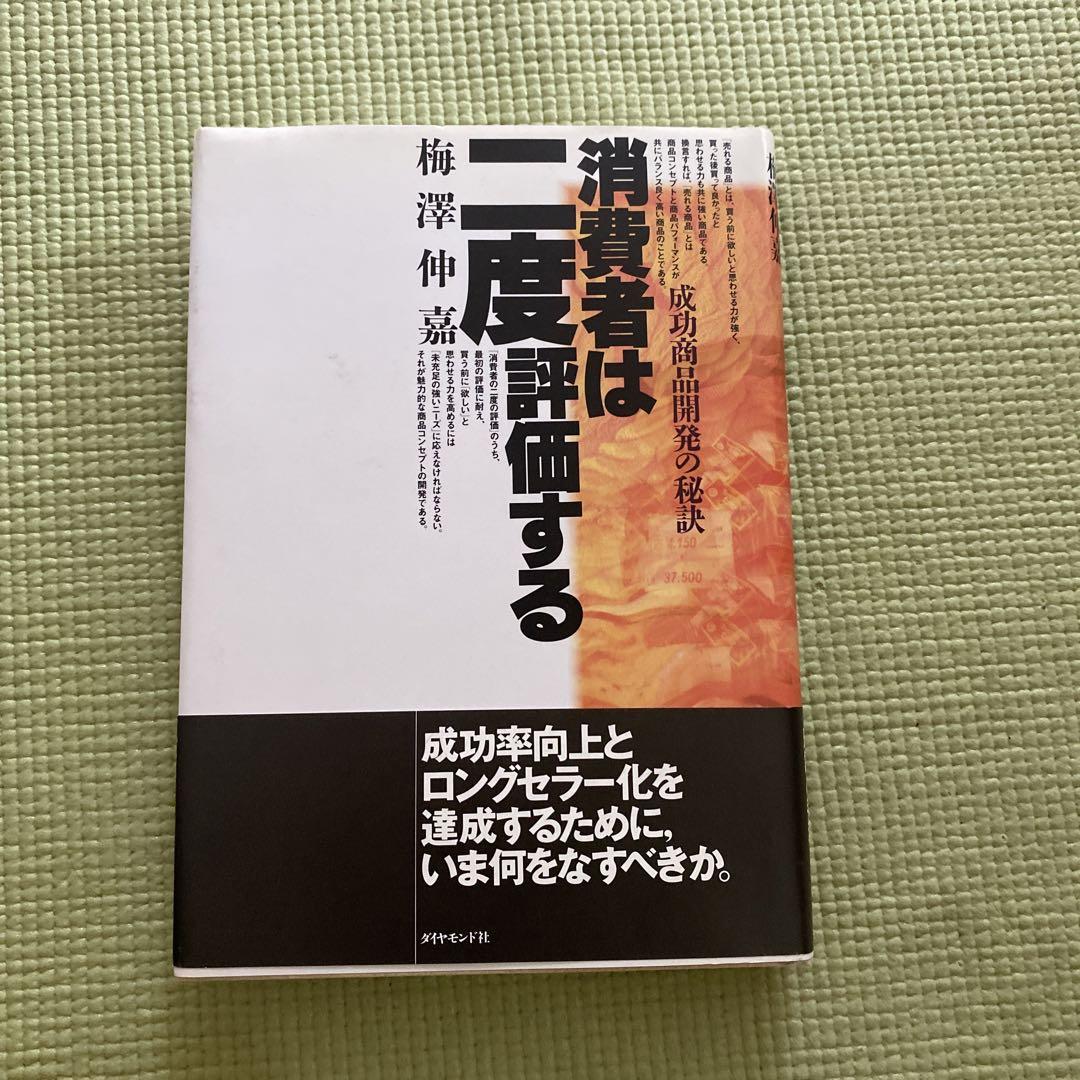 梅澤伸嘉
「売れる商品」とは、買う前に欲しいと思わせる力が強く、
買った後買って良かったと
思わせる力も共に強い商品である。
換言すれば、「売れる商品」とは
商品コンセプトと商品パフォーマンスが
共にバランス良く高い商品のことである。
成功商品開発の秘訣
消費者は
二度評価する
梅澤伸嘉
「消費者の二度の評価」のうち、
最初の評価に耐え、
買う前に「欲しい」と
思わせる力を高めるには
「未充足の強いニーズ」に応えなければならない。
それが魅力的な商品コンセプトの開発である。
4.150
37.500
成功率向上と
ロングセラー化を
達成するために,
いま何をなすべきか。
ダイヤモンド社